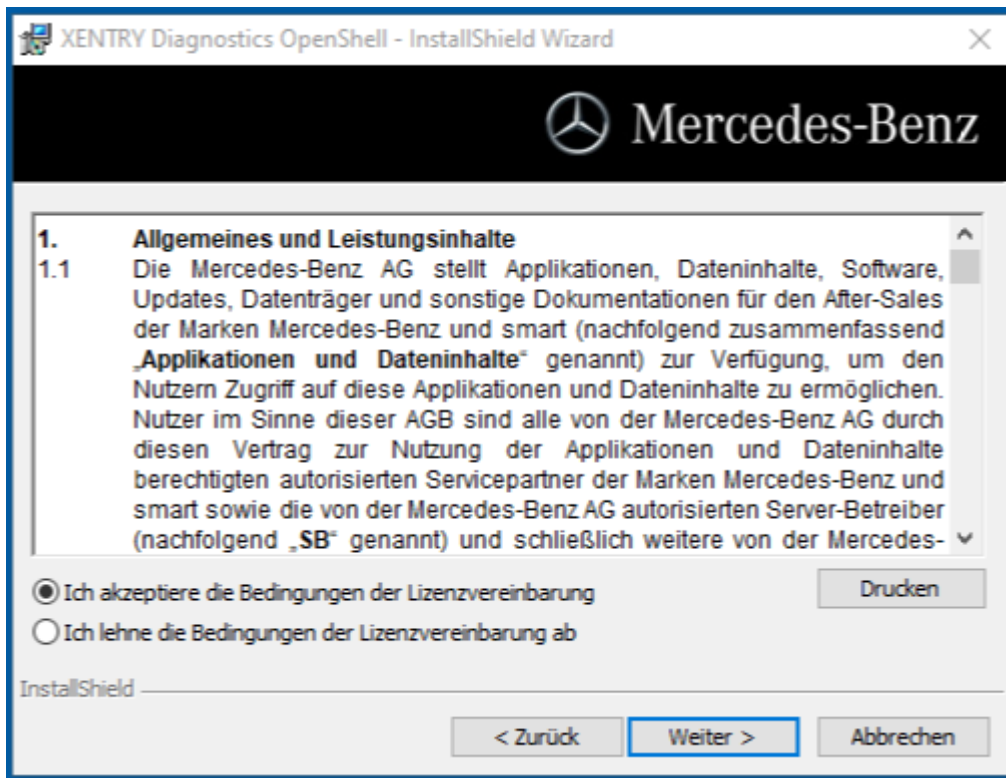 XENTRY Diagnostics OpenShell - InstallShield Wizard
Mercedes-Benz
1. Allgemeines und Leistungsinhalte
1.1 Die Mercedes-Benz AG stellt Applikationen, Dateninhalte, Software,
Updates, Datenträger und sonstige Dokumentationen für den After-Sales
der Marken Mercedes-Benz und smart (nachfolgend zusammenfassend
„Applikationen und Dateninhalte“ genannt) zur Verfügung, um den
Nutzern Zugriff auf diese Applikationen und Dateninhalte zu ermöglichen.
Nutzer im Sinne dieser AGB sind alle von der Mercedes-Benz AG durch
diesen Vertrag zur Nutzung der Applikationen und Dateninhalte
berechtigten autorisierten Servicepartner der Marken Mercedes-Benz und
smart sowie die von der Mercedes-Benz AG autorisierten Server-Betreiber
(nachfolgend „SB“ genannt) und schließlich weitere von der Mercedes-
Ich akzeptiere die Bedingungen der Lizenzvereinbarung
Drucken
Ich lehne die Bedingungen der Lizenzvereinbarung ab
InstallShield
< Zurück
Weiter >
Abbrechen